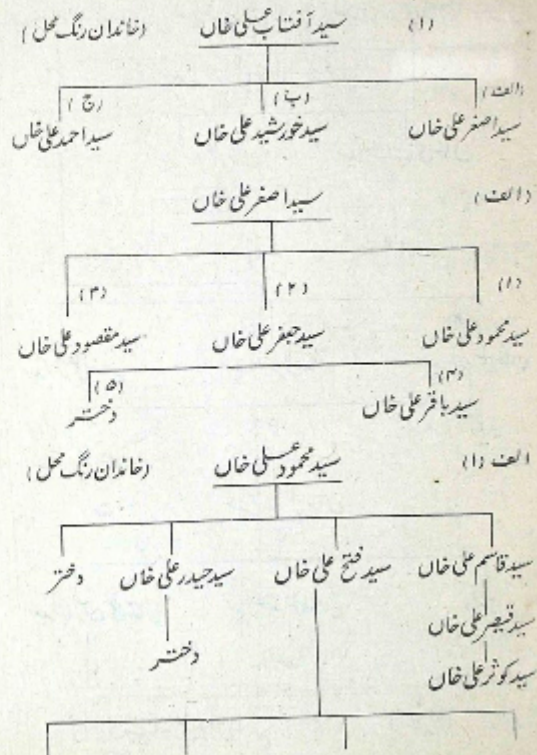 (۱) سید آفتاب علی خاں (خاندان رنگ محل)
(الف) (ب) (ج)
سید اصغر علی خاں سید خورشید علی خاں سید احمد علی خاں
(الف) سید اصغر علی خاں
(۱) (۲) (۳)
سید محمود علی خاں سید جعفر علی خاں سید مقصود علی خاں
(۴) (۵)
سید باقر علی خاں دختر
الف (۱) سید محمود علی خاں (خاندان رنگ محل)
سید قاسم علی خاں سید فتح علی خاں سید حیدر علی خاں دختر
سید قیصر علی خاں
دختر
سید کوثر علی خاں